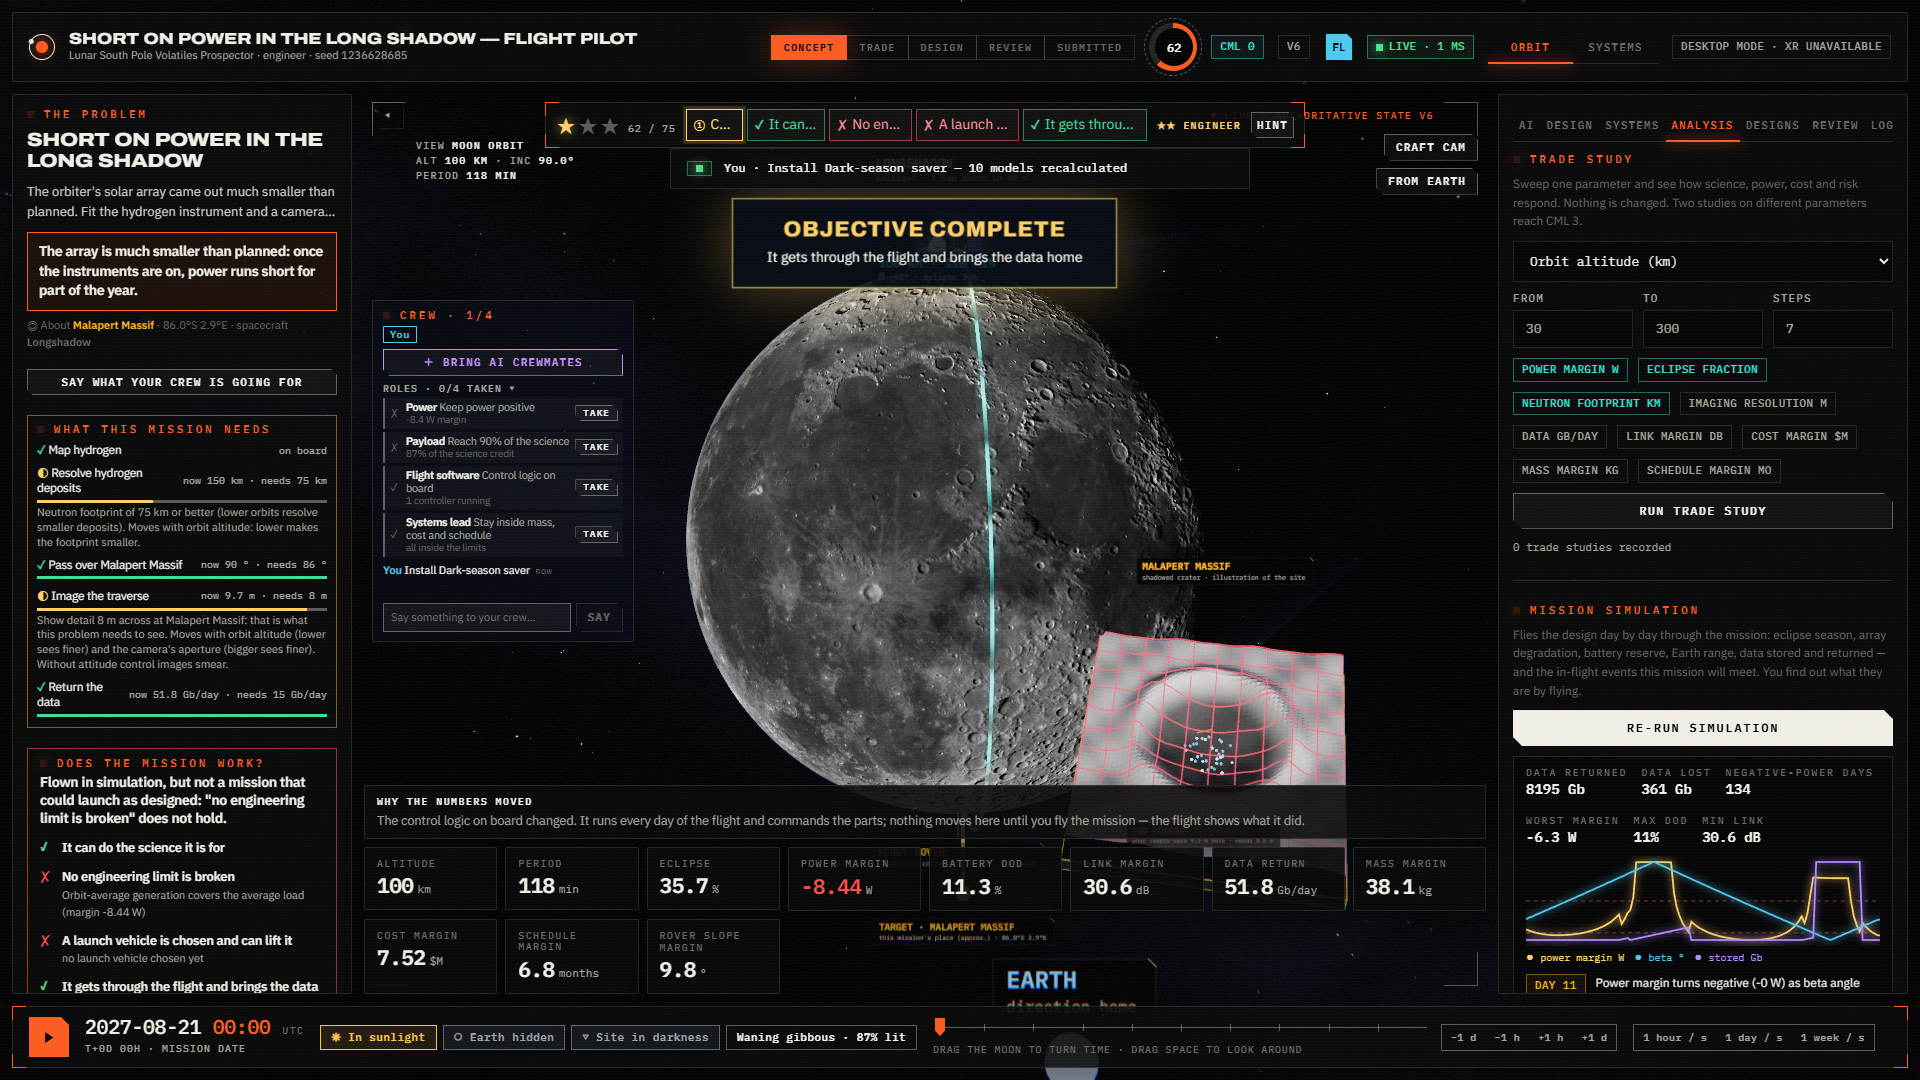 SHORT ON POWER IN THE LONG SHADOW — FLIGHT PILOT
Lunar South Pole Volatiles Prospector · engineer · seed 1236628685
CONCEPT
TRADE
DESIGN
REVIEW
SUBMITTED
62
CML 0
V6
FL
LIVE · 1 MS
ORBIT
SYSTEMS
DESKTOP MODE · XR UNAVAILABLE
THE PROBLEM
SHORT ON POWER IN THE
LONG SHADOW
The orbiter's solar array came out much smaller than
planned. Fit the hydrogen instrument and a camera...
The array is much smaller than planned: once
the instruments are on, power runs short for
part of the year.
◎ About Malapert Massif · 86.0°S 2.9°E · spacecraft
Longshadow
SAY WHAT YOUR CREW IS GOING FOR
WHAT THIS MISSION NEEDS
✓ Map hydrogen
on board
◐ Resolve hydrogen
deposits
now 150 km · needs 75 km
Neutron footprint of 75 km or better (lower orbits resolve
smaller deposits). Moves with orbit altitude: lower makes
the footprint smaller.
✓ Pass over Malapert Massif
now 90 ° · needs 86 °
◐ Image the traverse
now 9.7 m · needs 8 m
Show detail 8 m across at Malapert Massif: that is what
this problem needs to see. Moves with orbit altitude (lower
sees finer) and the camera's aperture (bigger sees finer).
Without attitude control images smear.
✓ Return the
data
now 51.8 Gb/day · needs 15 Gb/day
DOES THE MISSION WORK?
Flown in simulation, but not a mission that
could launch as designed: "no engineering
limit is broken" does not hold.
✓ It can do the science it is for
✗ No engineering limit is broken
Orbit-average generation covers the average load
(margin -8.44 W)
✗ A launch vehicle is chosen and can lift it
no launch vehicle chosen yet
✓ It gets through the flight and brings the data
VIEW MOON ORBIT
ALT 100 KM · INC 90.0°
PERIOD 118 MIN
★★★ 62 / 75
① C...
✓ It can...
✗ No en...
✗ A launch ...
✓ It gets throu...
★★ ENGINEER
HINT
ORITATIVE STATE V6
CRAFT CAM
FROM EARTH
You · Install Dark-season saver — 10 models recalculated
OBJECTIVE COMPLETE
It gets through the flight and brings the data home
CREW · 1/4
You
+ BRING AI CREWMATES
ROLES · 0/4 TAKEN ▾
✗ Power Keep power positive
-8.4 W margin
TAKE
✗ Payload Reach 90% of the science
87% of the science credit
TAKE
✓ Flight software Control logic on
board
1 controller running
TAKE
✓ Systems lead Stay inside mass,
cost and schedule
all inside the limits
TAKE
You Install Dark-season saver now
Say something to your crew...
SAY
MALAPERT MASSIF
shadowed crater · illustration of the site
WHY THE NUMBERS MOVED
The control logic on board changed. It runs every day of the flight and commands the parts; nothing moves here until you fly the mission — the flight shows what it did.
ALTITUDE
100 km
PERIOD
118 min
ECLIPSE
35.7 %
POWER MARGIN
-8.44 W
BATTERY DOD
11.3 %
LINK MARGIN
30.6 dB
DATA RETURN
51.8 Gb/day
MASS MARGIN
38.1 kg
COST MARGIN
7.52 $M
SCHEDULE
MARGIN
6.8 months
ROVER SLOPE
MARGIN
9.8 °
TARGET · MALAPERT MASSIF
this mission's place (approx.) · 86.0°S 2.9°E
EARTH
direction home
AI
DESIGN
SYSTEMS
ANALYSIS
DESIGNS
REVIEW
LOG
TRADE STUDY
Sweep one parameter and see how science, power, cost and risk
respond. Nothing is changed. Two studies on different parameters
reach CML 3.
Orbit altitude (km)
FROM
TO
STEPS
30
300
7
POWER MARGIN W
ECLIPSE FRACTION
NEUTRON FOOTPRINT KM
IMAGING RESOLUTION M
DATA GB/DAY
LINK MARGIN DB
COST MARGIN $M
MASS MARGIN KG
SCHEDULE MARGIN MO
RUN TRADE STUDY
0 trade studies recorded
MISSION SIMULATION
Flies the design day by day through the mission: eclipse season, array
degradation, battery reserve, Earth range, data stored and returned —
and the in-flight events this mission will meet. You find out what they
are by flying.
RE-RUN SIMULATION
DATA RETURNED
8195 Gb
DATA LOST
361 Gb
NEGATIVE-POWER DAYS
134
WORST MARGIN
-6.3 W
MAX DOD
11%
MIN LINK
30.6 dB
power margin W
beta °
stored Gb
DAY 11
Power margin turns negative (-0 W) as beta angle
2027-08-21 00:00 UTC
T+0D 00H · MISSION DATE
In sunlight
Earth hidden
Site in darkness
Waning gibbous · 87% lit
DRAG THE MOON TO TURN TIME · DRAG SPACE TO LOOK AROUND
−1 d
−1 h
+1 h
+1 d
1 hour / s
1 day / s
1 week / s